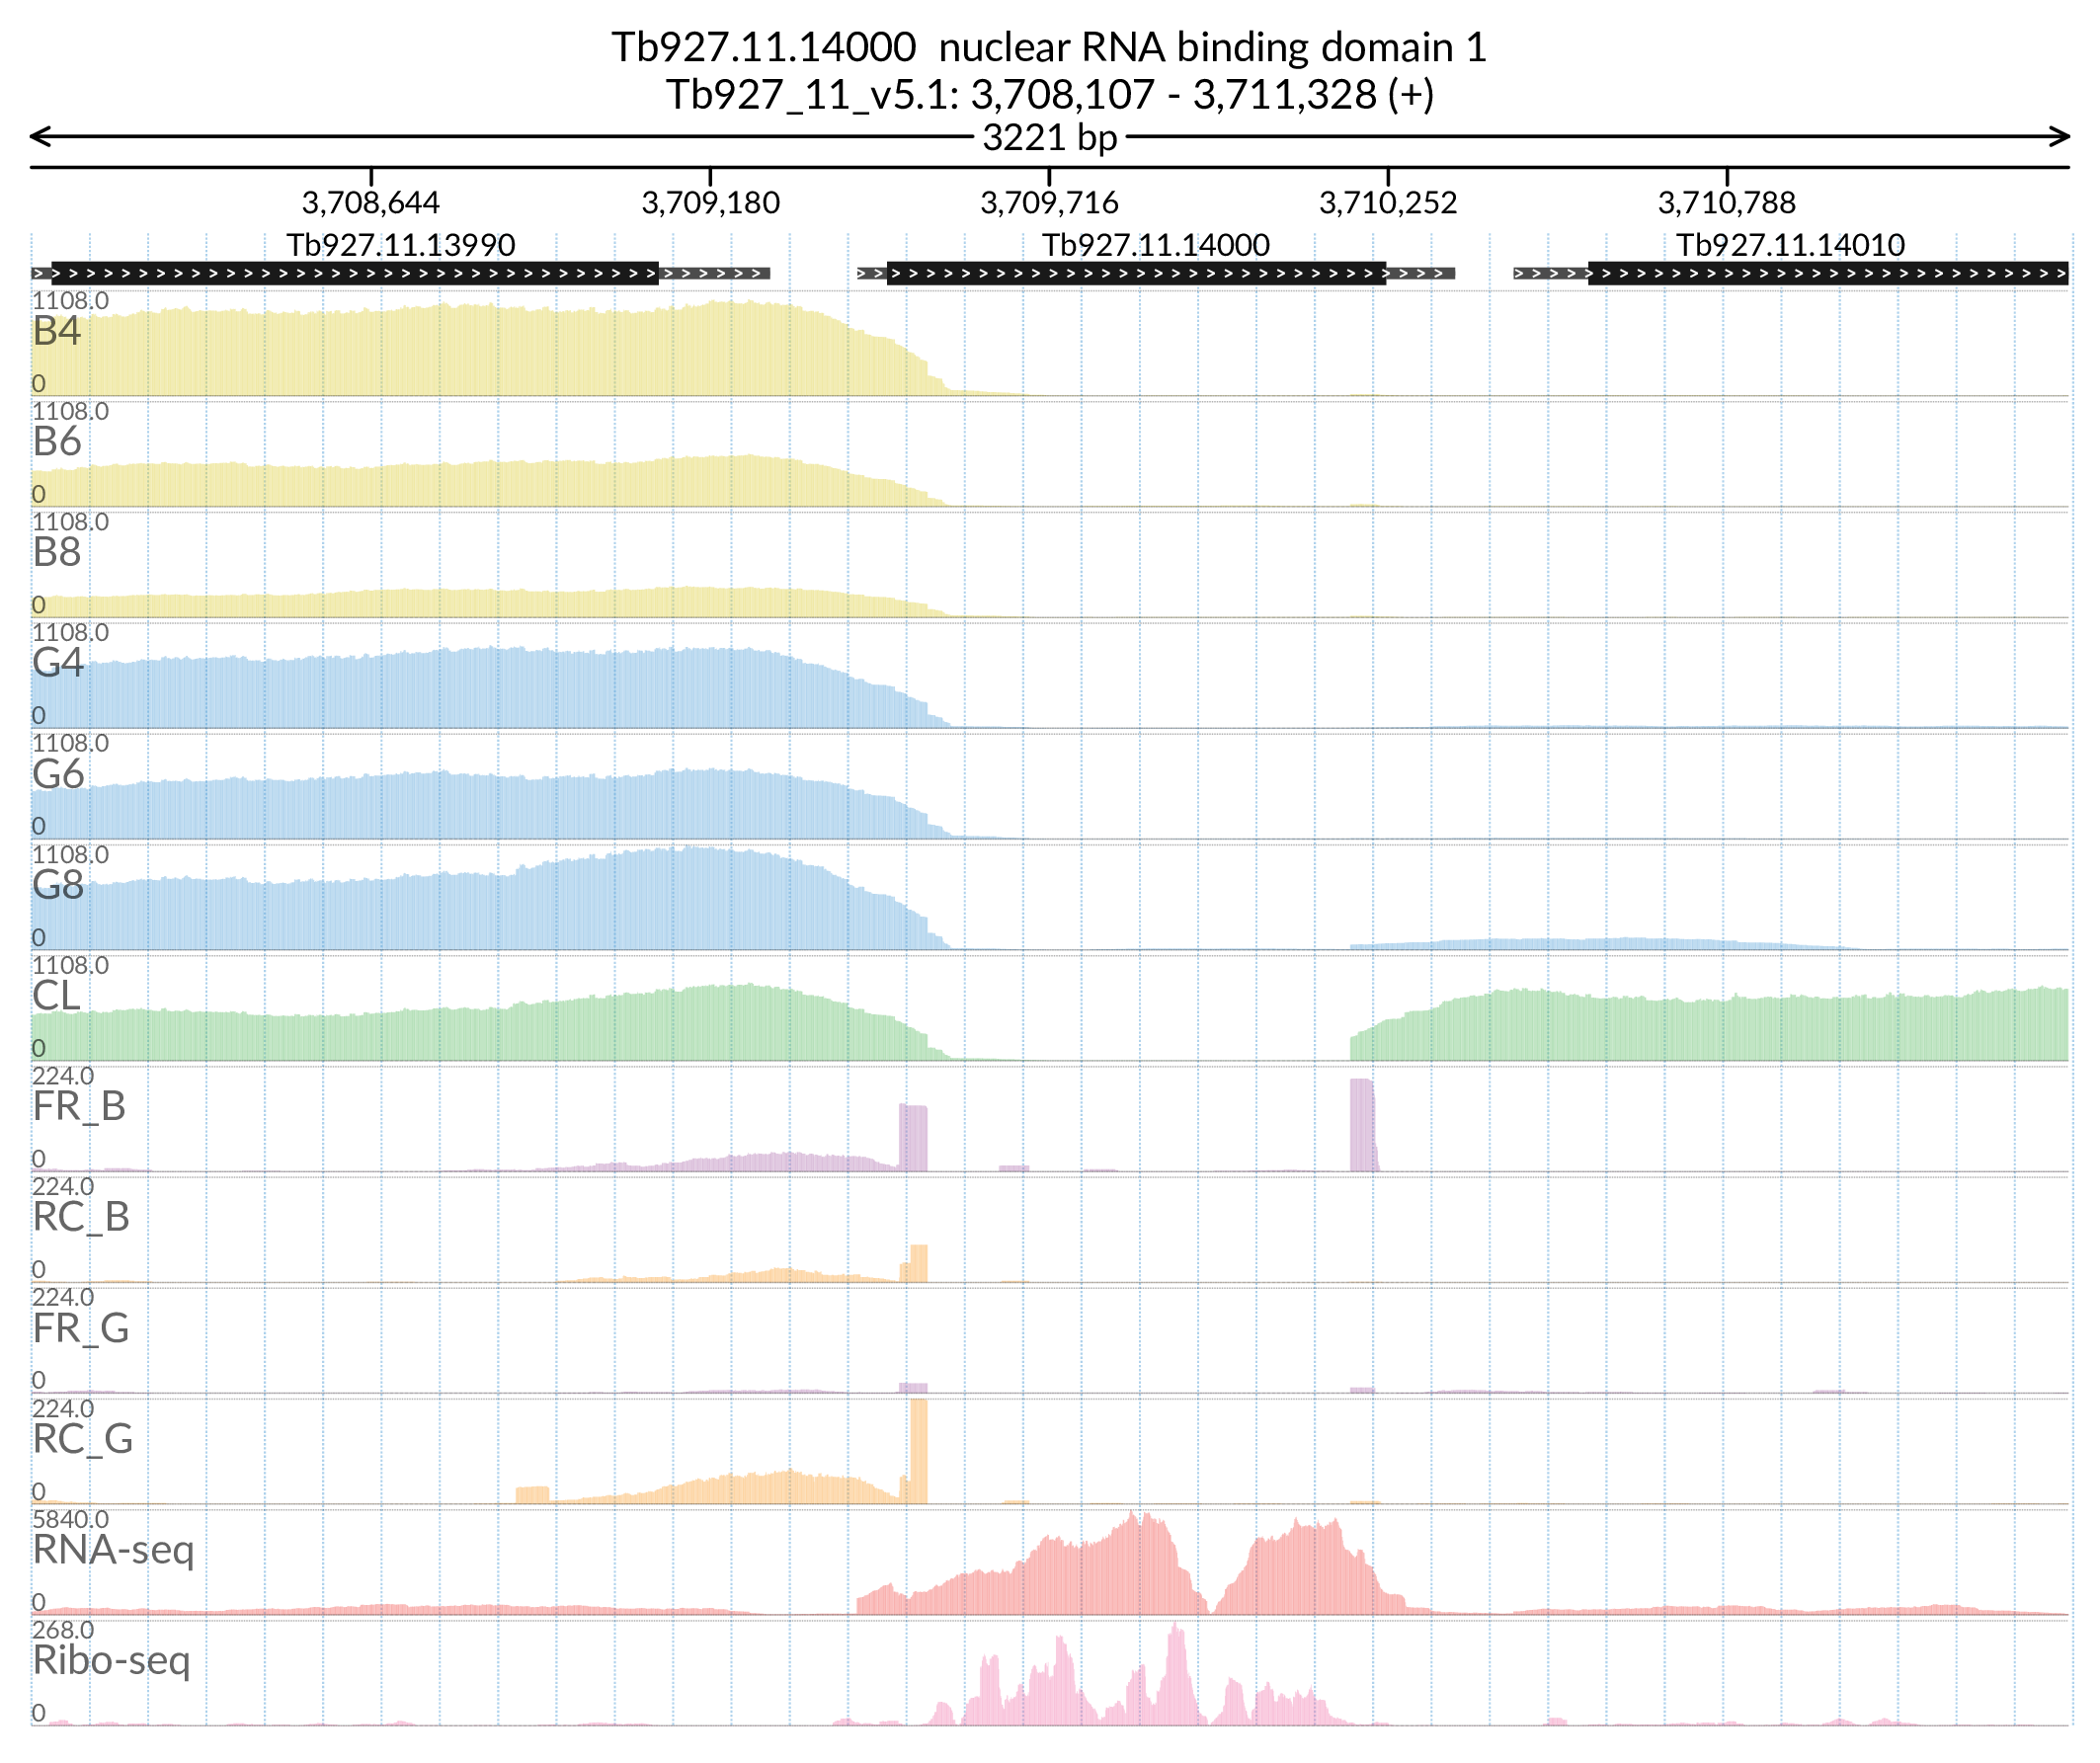 Tb927.11.14000 nuclear RNA binding domain 1
Tb927_11_v5.1: 3,708,107 - 3,711,328 (+)
3221 bp
3,708,644 3,709,180 3,709,716 3,710,252 3,710,788
Tb927.11.13990 Tb927.11.14000 Tb927.11.14010
1108.0
B4
0
1108.0
B6
0
1108.0
B8
0
1108.0
G4
0
1108.0
G6
0
1108.0
G8
0
1108.0
CL
0
224.0
FR_B
0
224.0
RC_B
0
224.0
FR_G
0
224.0
RC_G
0
5840.0
RNA-seq
0
268.0
Ribo-seq
0